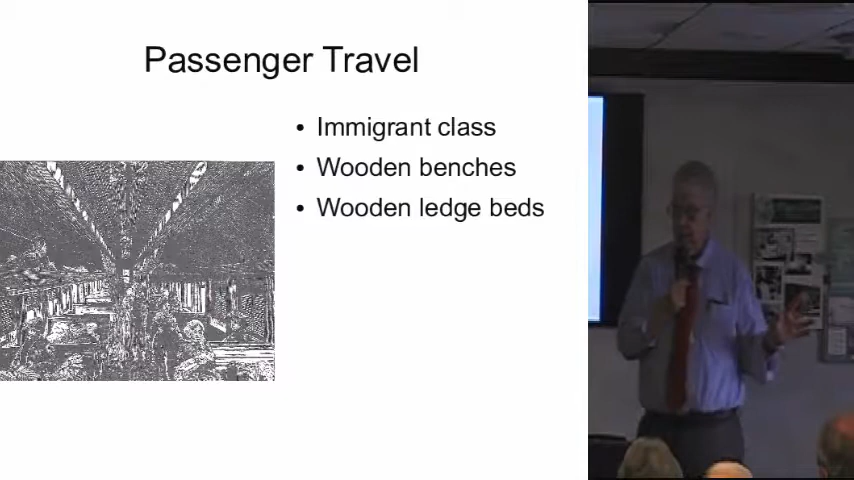 Passenger Travel
• Immigrant class
• Wooden benches
• Wooden ledge beds